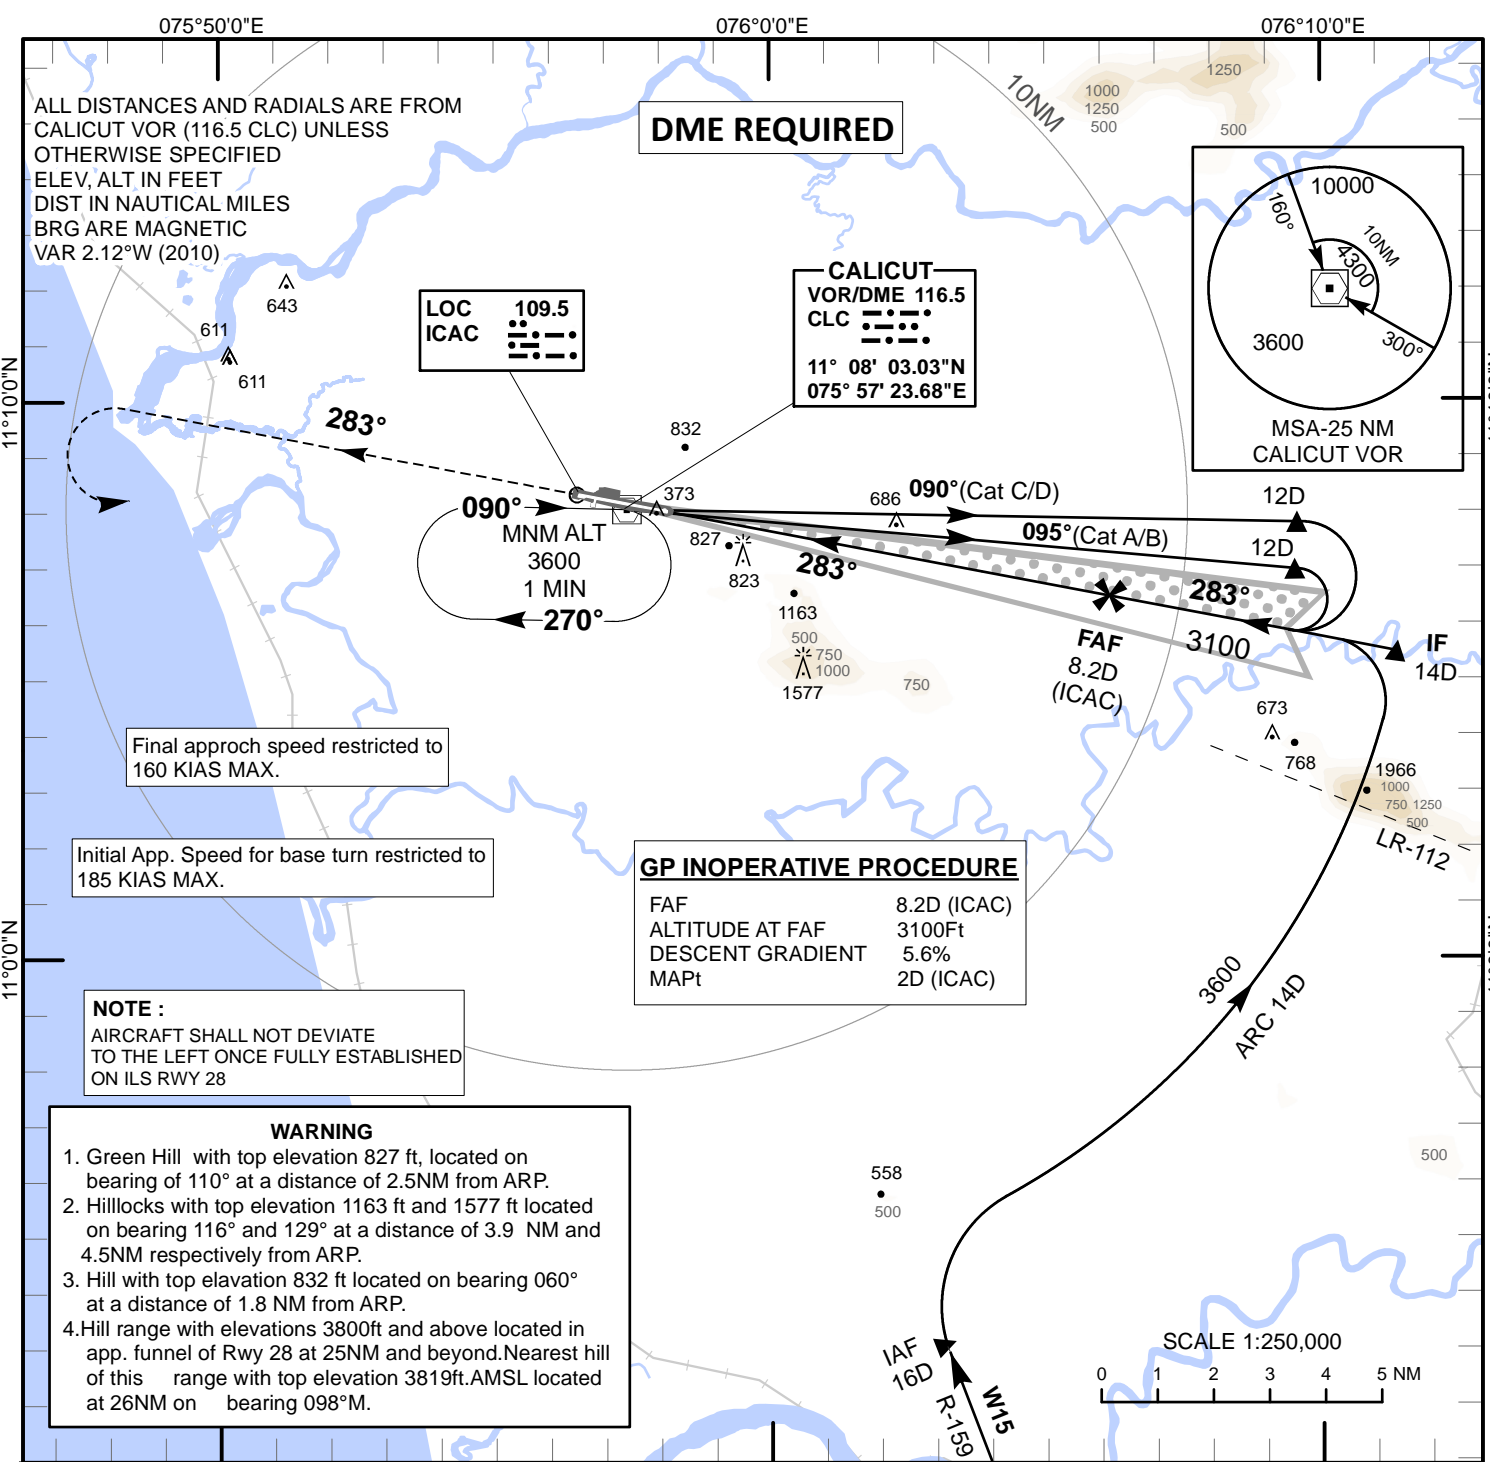 075°50'0"E
076°0'0"E
076°10'0"E
ALL DISTANCES AND RADIALS ARE FROM
CALICUT VOR (116.5 CLC) UNLESS
OTHERWISE SPECIFIED
ELEV, ALT IN FEET
DIST IN NAUTICAL MILES
BRG ARE MAGNETIC
VAR 2.12°W (2010)
DME REQUIRED
10NM
1250
1000
1250
500
500
10000
160°
10NM
4300
3600
300°
MSA-25 NM
CALICUT VOR
643
611
611
LOC 109.5
ICAC
CALICUT
VOR/DME 116.5
CLC
11° 08' 03.03"N
075° 57' 23.68"E
11°10'0"N
283°
832
373
686
090°(Cat C/D)
12D
095°(Cat A/B)
12D
090°
MNM ALT
3600
1 MIN
270°
827
823
283°
283°
1163
500
750
1000
1577
750
FAF
8.2D
(ICAC)
3100
IF
14D
673
768
1966
1000
750 1250
500
LR-112
Final approch speed restricted to
160 KIAS MAX.
Initial App. Speed for base turn restricted to
185 KIAS MAX.
GP INOPERATIVE PROCEDURE
FAF 8.2D (ICAC)
ALTITUDE AT FAF 3100Ft
DESCENT GRADIENT 5.6%
MAPt 2D (ICAC)
11°0'0"N
3600
ARC 14D
NOTE :
AIRCRAFT SHALL NOT DEVIATE
TO THE LEFT ONCE FULLY ESTABLISHED
ON ILS RWY 28
WARNING
1. Green Hill with top elevation 827 ft, located on
bearing of 110° at a distance of 2.5NM from ARP.
2. Hilllocks with top elevation 1163 ft and 1577 ft located
on bearing 116° and 129° at a distance of 3.9 NM and
4.5NM respectively from ARP.
3. Hill with top elavation 832 ft located on bearing 060°
at a distance of 1.8 NM from ARP.
4.Hill range with elevations 3800ft and above located in
app. funnel of Rwy 28 at 25NM and beyond.Nearest hill
of this range with top elevation 3819ft.AMSL located
at 26NM on bearing 098°M.
558
500
500
IAF
16D
R-159
W15
SCALE 1:250,000
0 1 2 3 4 5 NM